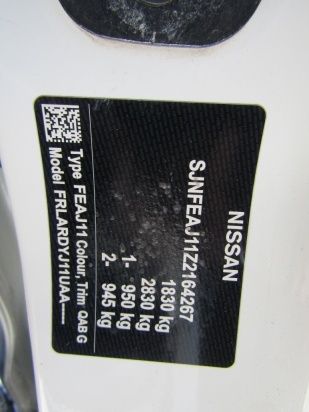 NISSAN
SJNFEAJ11Z2164267
1830 kg
2830 kg
1- 950 kg
2- 945 kg
Type FEAJ11 Colour, Trim QAB G
Model FRLARDYJ11UAA-----